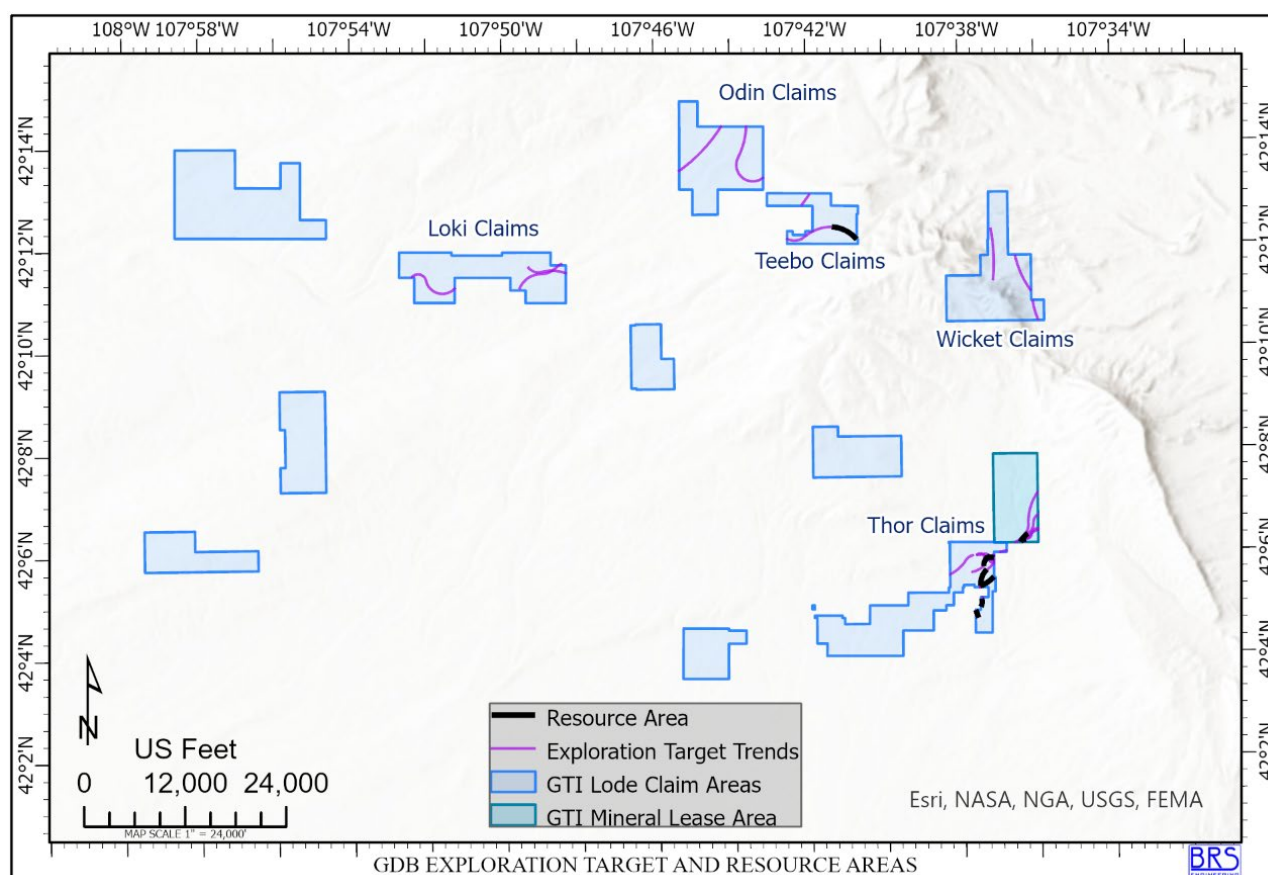 108°W 107°58'W 107°54'W 107°50'W 107°46'W 107°42'W 107°38'W 107°34'W
Odin Claims
42°14'N 42°14'N
Loki Claims
42°12'N 42°12'N
Teebo Claims
Wicket Claims
42°10'N 42°10'N
42°8'N 42°8'N
Thor Claims
42°6'N 42°6'N
42°4'N 42°4'N
N
42°2'N 42°2'N
US Feet
0 12,000 24,000
MAP SCALE 1" = 24,000'
Resource Area
Exploration Target Trends
GTI Lode Claim Areas
GTI Mineral Lease Area
Esri, NASA, NGA, USGS, FEMA
GDB EXPLORATION TARGET AND RESOURCE AREAS
BRS
ENGINEERING